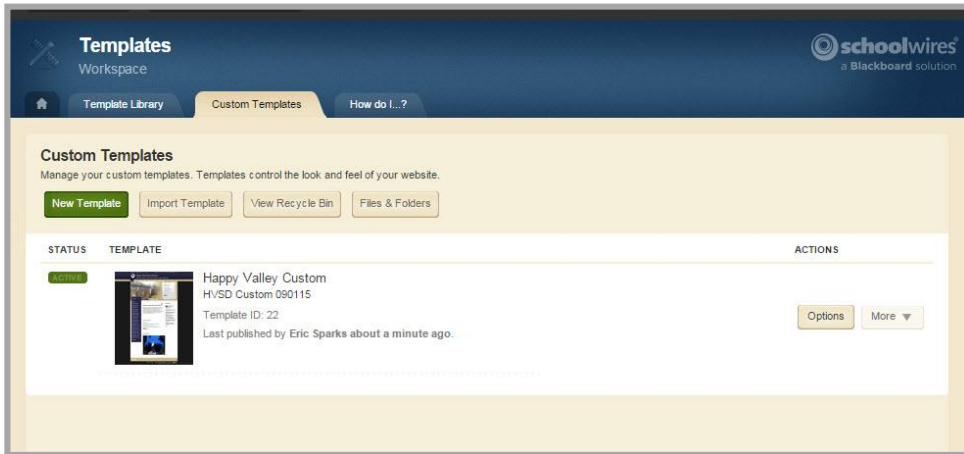 Templates
Workspace
schoolwires®
a Blackboard solution
Template Library
Custom Templates
How do I...?
Custom Templates
Manage your custom templates. Templates control the look and feel of your website.
New Template
Import Template
View Recycle Bin
Files & Folders
STATUS TEMPLATE ACTIONS
ACTIVE
Happy Valley Custom
HVSD Custom 090115
Template ID: 22
Last published by Eric Sparks about a minute ago.
Options
More